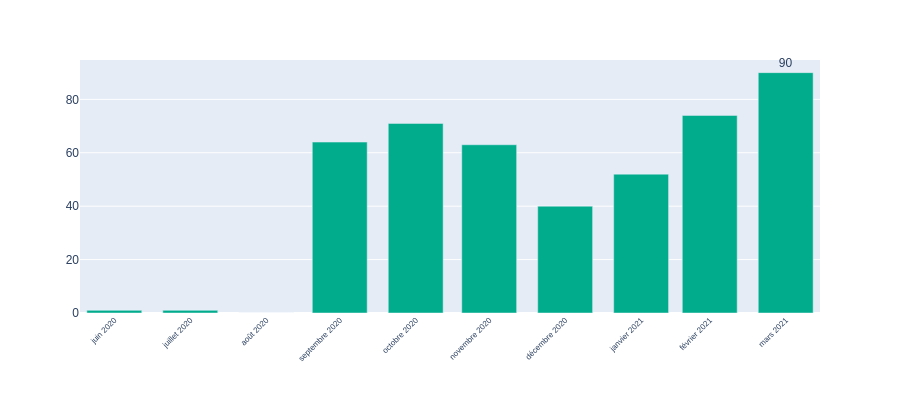 90
80
60
40
20
0
juin 2020
juillet 2020
août 2020
septembre 2020
octobre 2020
novembre 2020
décembre 2020
janvier 2021
février 2021
mars 2021